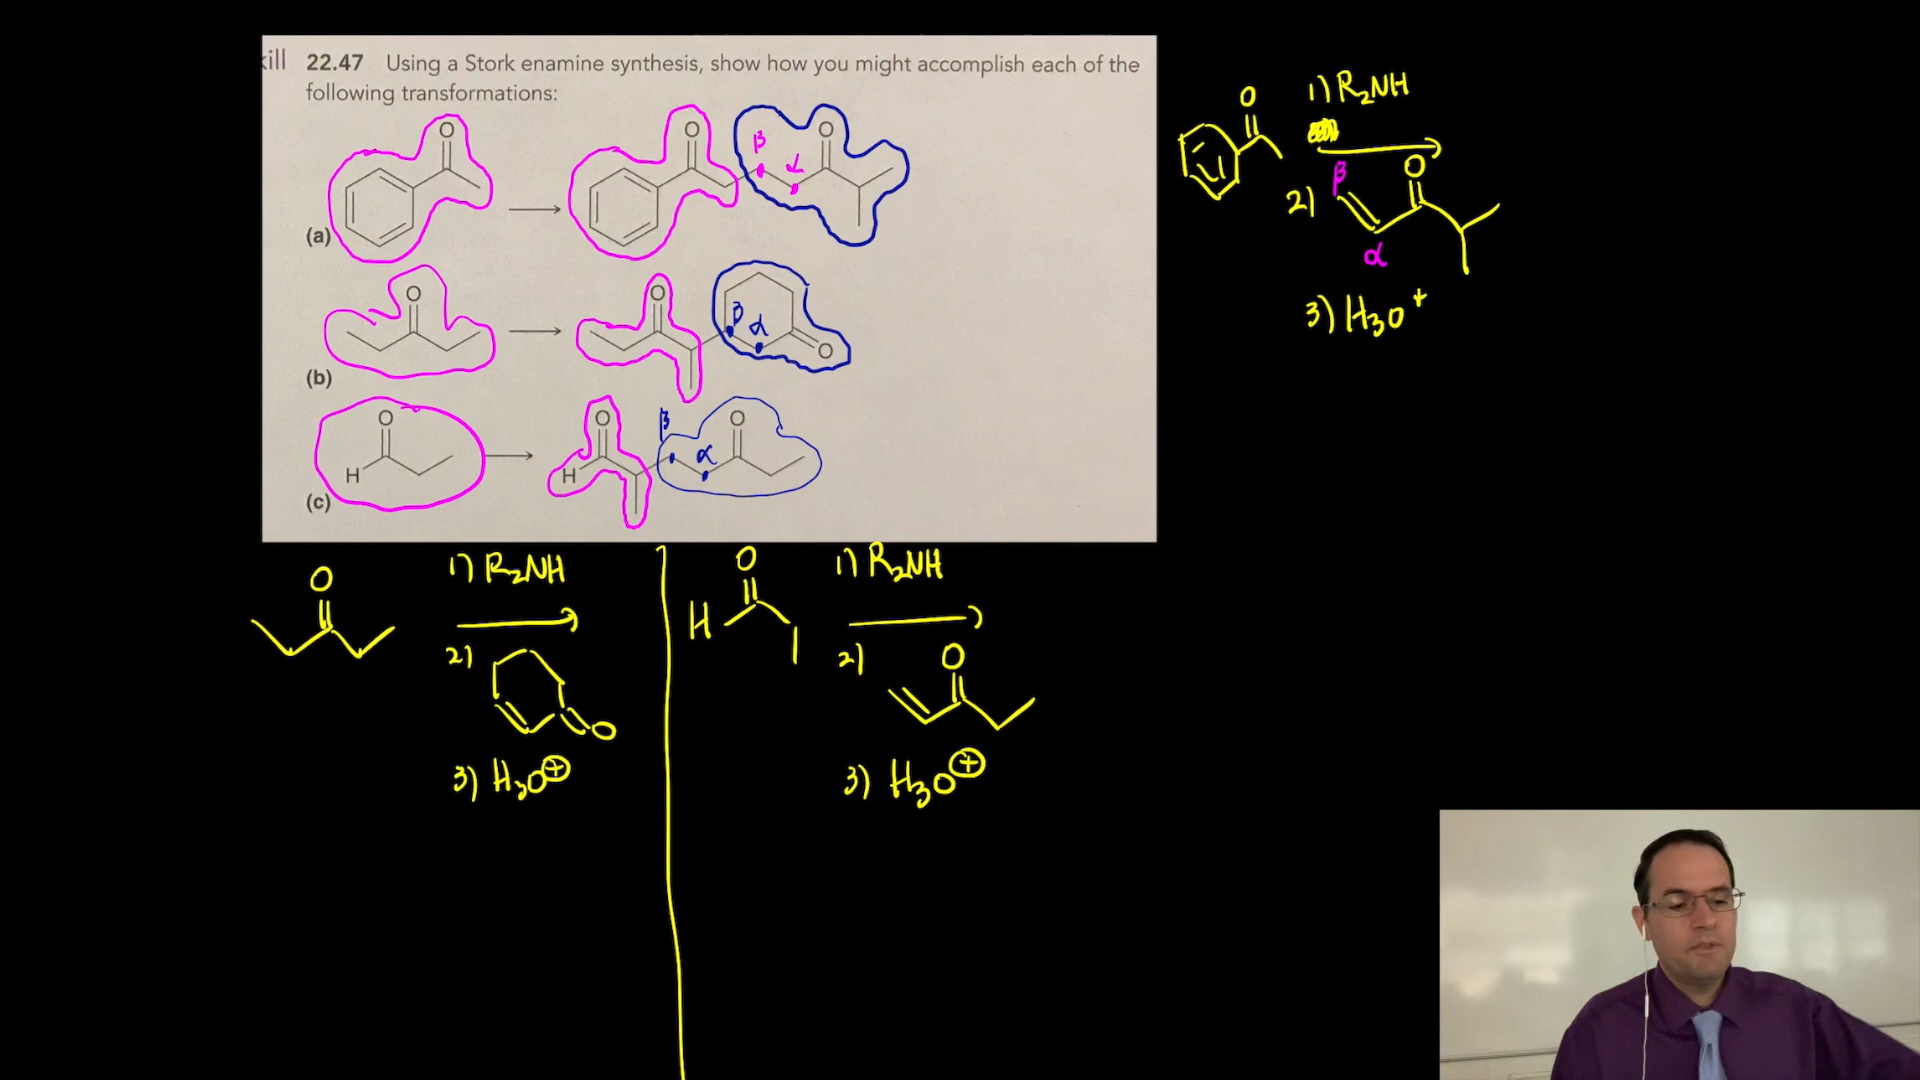 kill 22.47 Using a Stork enamine synthesis, show how you might accomplish each of the
following transformations:
O
O
β
α
O
(a)
O
O
β
α
O
(b)
O
H
O
H
β
α
O
(c)
O
1) R₂NH
2)
β
α
O
3) H₃O⁺
O
1) R₂NH
2)
O
3) H₃O⊕
O
H
1) R₂NH
2)
O
3) H₃O⊕